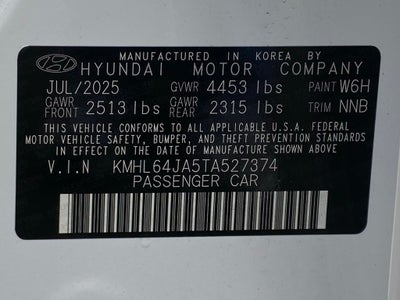 MANUFACTURED IN KOREA BY
HYUNDAI MOTOR COMPANY
JUL/2025 GVWR 4453 lbs PAINT W6H
GAWR FRONT 2513 lbs GAWR REAR 2315 lbs TRIM NNB
THIS VEHICLE CONFORMS TO ALL APPLICABLE U.S.A. FEDERAL
MOTOR VEHICLE SAFETY, BUMPER, AND THEFT PREVENTION
STANDARDS IN EFFECT ON THE DATE OF MANUFACTURE SHOWN ABOVE.
V.I.N KMHL64JA5TA527374
PASSENGER CAR